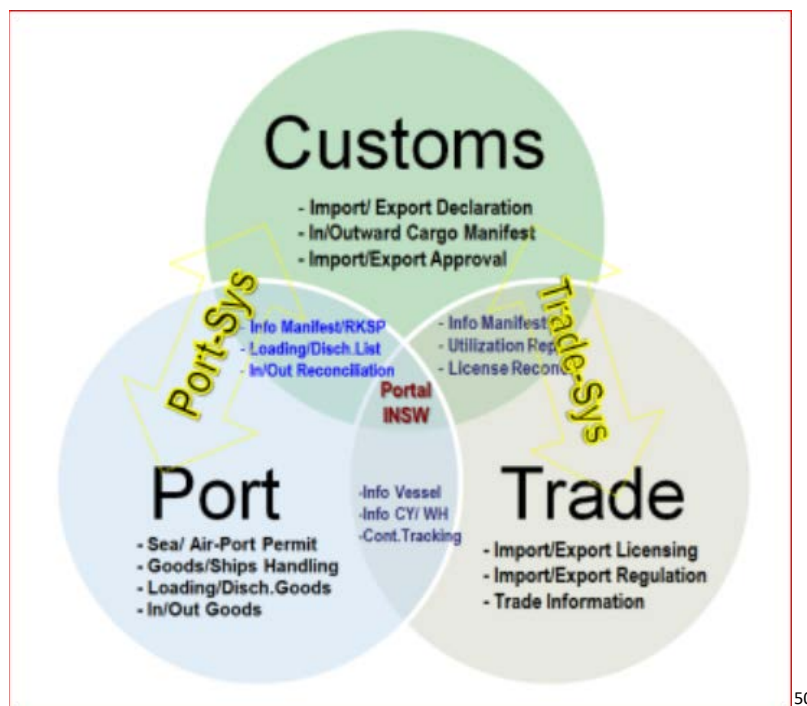 Customs
- Import/ Export Declaration
- In/Outward Cargo Manifest
- Import/Export Approval
Port-Sys
Trade-Sys
- Info Manifest/RKSP
- Loading/Disch.List
- In/Out Reconciliation
- Info Manifest
- Utilization Rep
- License Recon
Portal
INSW
Port
- Sea/ Air-Port Permit
- Goods/Ships Handling
- Loading/Disch.Goods
- In/Out Goods
-Info Vessel
-Info CY/ WH
-Cont.Tracking
Trade
- Import/Export Licensing
- Import/Export Regulation
- Trade Information
50